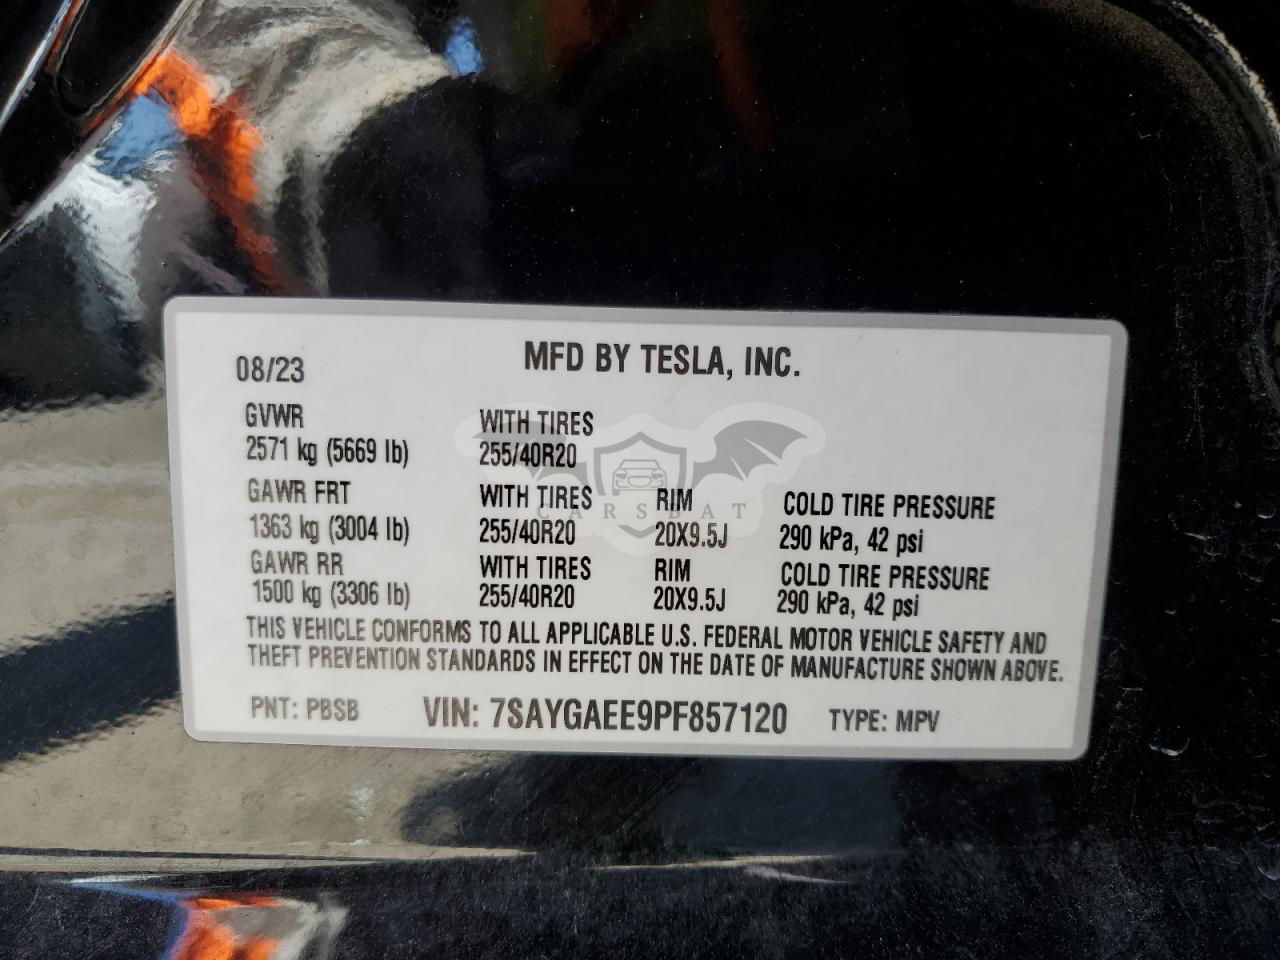 08/23 MFD BY TESLA, INC.
GVWR WITH TIRES
2571 kg (5669 lb) 255/40R20
GAWR FRT WITH TIRES RIM COLD TIRE PRESSURE
CARSBAT
1363 kg (3004 lb) 255/40R20 20X9.5J 290 kPa, 42 psi
GAWR RR WITH TIRES RIM COLD TIRE PRESSURE
1500 kg (3306 lb) 255/40R20 20X9.5J 290 kPa, 42 psi
THIS VEHICLE CONFORMS TO ALL APPLICABLE U.S. FEDERAL MOTOR VEHICLE SAFETY AND
THEFT PREVENTION STANDARDS IN EFFECT ON THE DATE OF MANUFACTURE SHOWN ABOVE.
PNT: PBSB VIN: 7SAYGAEE9PF857120 TYPE: MPV